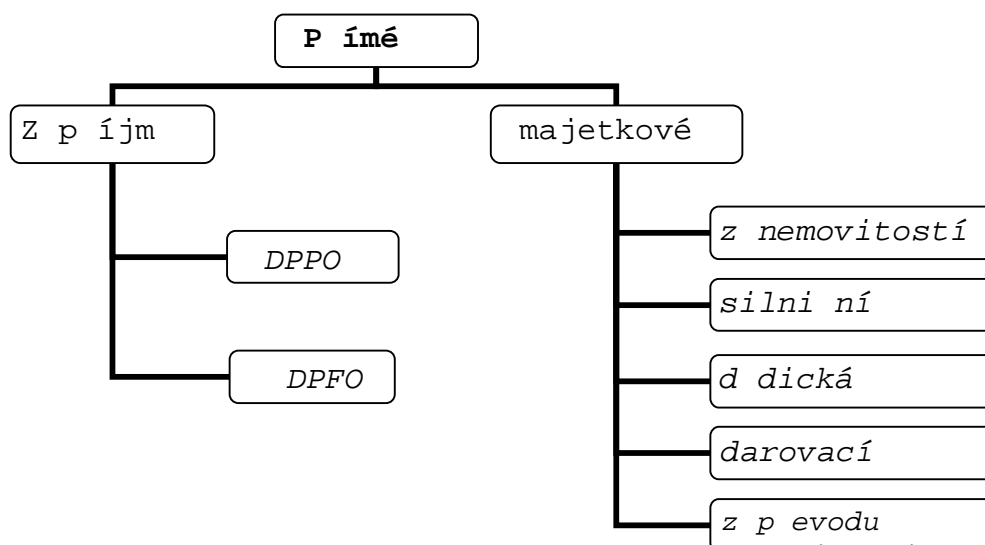 P ímé
Z p íjm
majetkové
DPPO
DPFO
z nemovitostí
silni ní
d dická
darovací
z p evodu